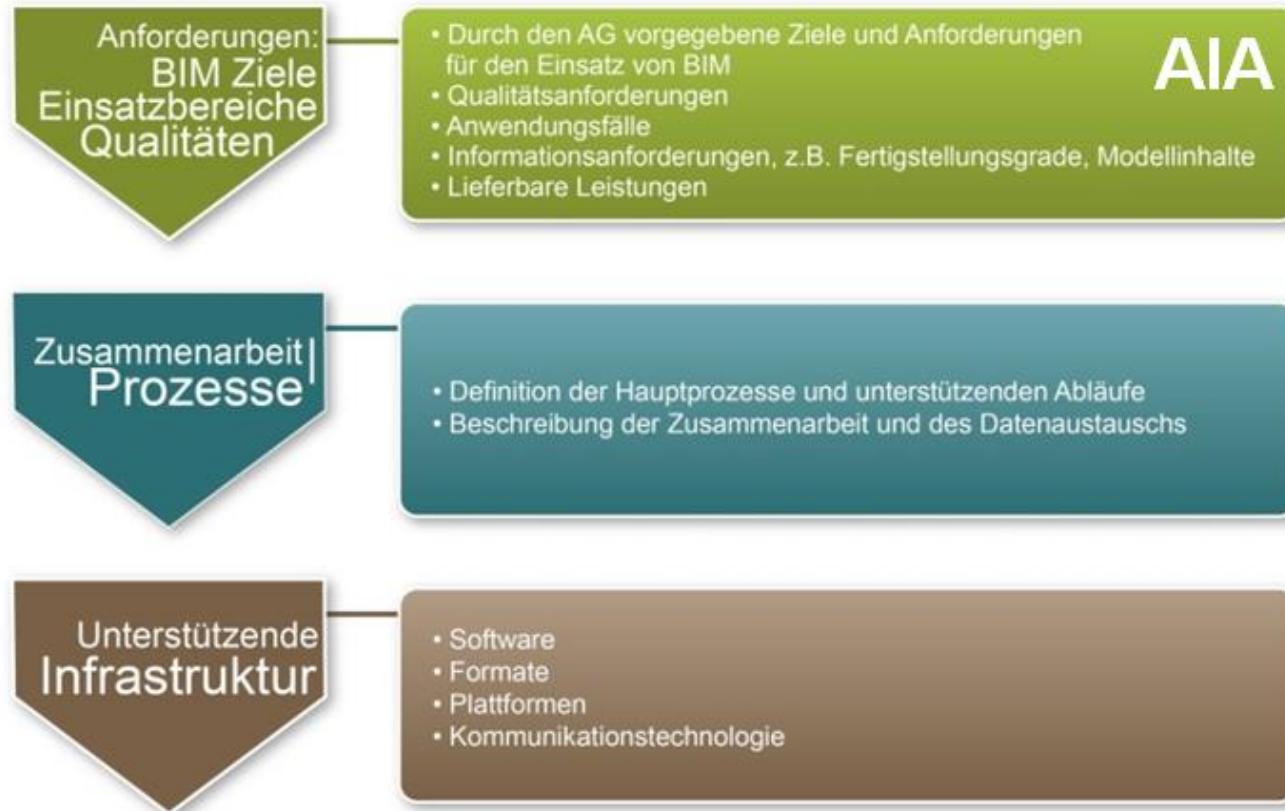 Anforderungen:
BIM Ziele
Einsatzbereiche
Qualitäten
• Durch den AG vorgegebene Ziele und Anforderungen
für den Einsatz von BIM
• Qualitätsanforderungen
• Anwendungsfälle
• Informationsanforderungen, z.B. Fertigstellungsgrade, Modellinhalte
• Lieferbare Leistungen
AIA
Zusammenarbeit|
Prozesse
• Definition der Hauptprozesse und unterstützenden Abläufe
• Beschreibung der Zusammenarbeit und des Datenaustauschs
Unterstützende
Infrastruktur
• Software
• Formate
• Plattformen
• Kommunikationstechnologie